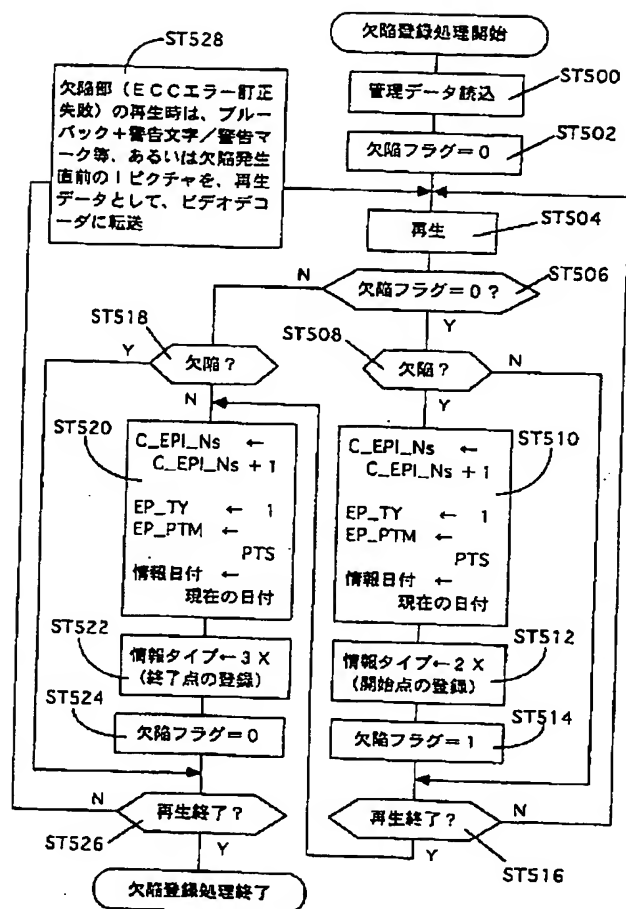 ST528
欠陥部(ECCエラー訂正
失敗)の再生時は、ブルー
バック+警告文字/警告マ
ーク等、あるいは欠陥発生
直前のIピクチャを、再生
データとして、ビデオデコ
ーダに転送
欠陥登録処理開始
ST500
管理データ読込
ST502
欠陥フラグ=0
ST504
再生
ST506
欠陥フラグ=0?
N
Y
ST518
欠陥?
Y
N
ST508
欠陥?
N
Y
ST520
C_EPI_Ns ←
C_EPI_Ns + 1
EP_TY ← 1
EP_PTM ←
PTS
情報日付 ←
現在の日付
ST510
C_EPI_Ns ←
C_EPI_Ns + 1
EP_TY ← 1
EP_PTM ←
PTS
情報日付 ←
現在の日付
ST522
情報タイプ←3X
(終了点の登録)
ST512
情報タイプ←2X
(開始点の登録)
ST524
欠陥フラグ=0
ST514
欠陥フラグ=1
N
再生終了?
ST526
Y
再生終了?
N
Y
ST516
欠陥登録処理終了